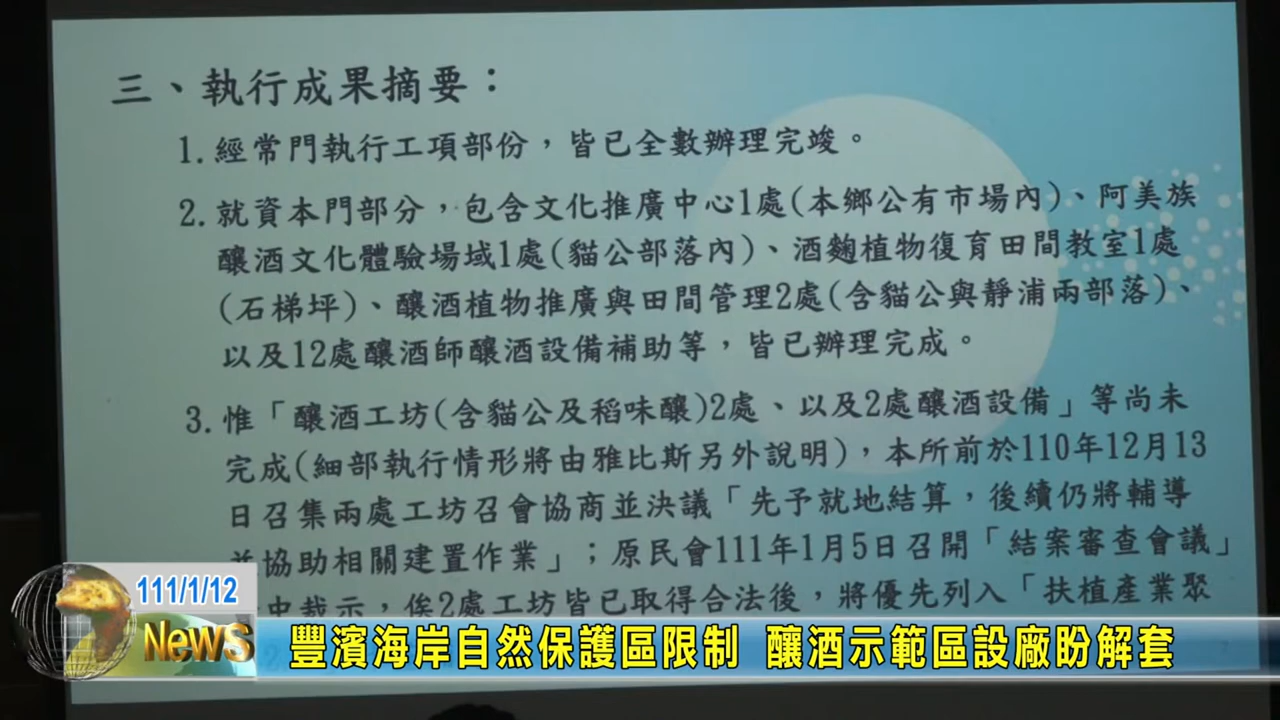 三、執行成果摘要：
1.經常門執行工項部份，皆已全數辦理完竣。
2.就資本門部分，包含文化推廣中心1處(本鄉公有市場內)、阿美族
釀酒文化體驗場域1處(貓公部落內)、酒麴植物復育田間教室1處
(石梯坪)、釀酒植物推廣與田間管理2處(含貓公與靜浦兩部落)、
以及12處釀酒師釀酒設備補助等，皆已辦理完成。
3.惟「釀酒工坊(含貓公及稻味釀)2處、以及2處釀酒設備」等尚未
完成(細部執行情形將由雅比斯另外說明)，本所前於110年12月13
日召集兩處工坊召會協商並決議「先予就地結算，後續仍將輔導
並協助相關建置作業」；原民會111年1月5日召開「結案審查會議」
中裁示，俟2處工坊皆已取得合法後，將優先列入「扶植產業聚
111/1/12
NewS
豐濱海岸自然保護區限制 釀酒示範區設廠盼解套